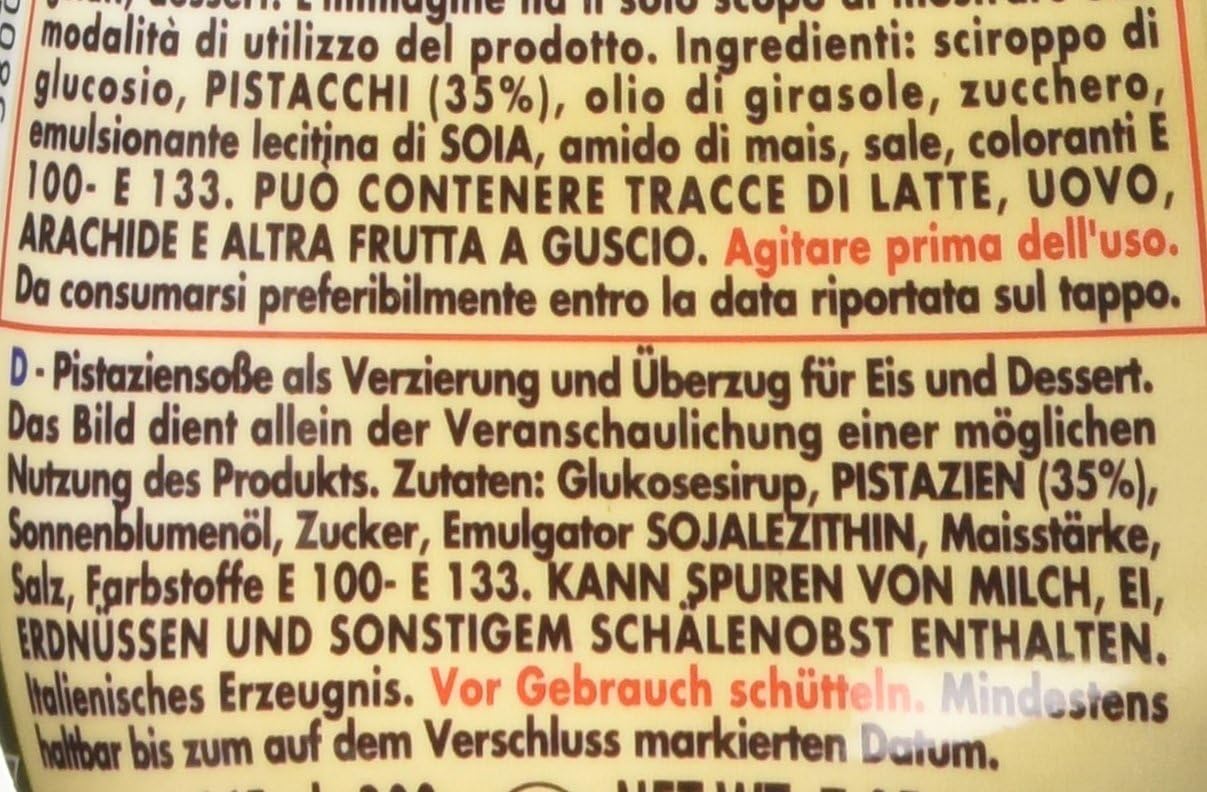 modalità di utilizzo del prodotto. Ingredienti: sciroppo di
glucosio, PISTACCHI (35%), olio di girasole, zucchero,
emulsionante lecitina di SOIA, amido di mais, sale, coloranti E
100- E 133. PUÒ CONTENERE TRACCE DI LATTE, UOVO,
ARACHIDE E ALTRA FRUTTA A GUSCIO. Agitare prima dell'uso.
Da consumarsi preferibilmente entro la data riportata sul tappo.
D - Pistaziensoße als Verzierung und Überzug für Eis und Dessert.
Das Bild dient allein der Veranschaulichung einer möglichen
Nutzung des Produkts. Zutaten: Glukosesirup, PISTAZIEN (35%),
Sonnenblumenöl, Zucker, Emulgator SOJALEZITHIN, Maisstärke,
Salz, Farbstoffe E 100- E 133. KANN SPUREN VON MILCH, EI,
ERDNÜSSEN UND SONSTIGEM SCHALENOBST ENTHALTEN.
Italienisches Erzeugnis. Vor Gebrauch schütteln. Mindestens
haltbar bis zum auf dem Verschluss markierten Datum.